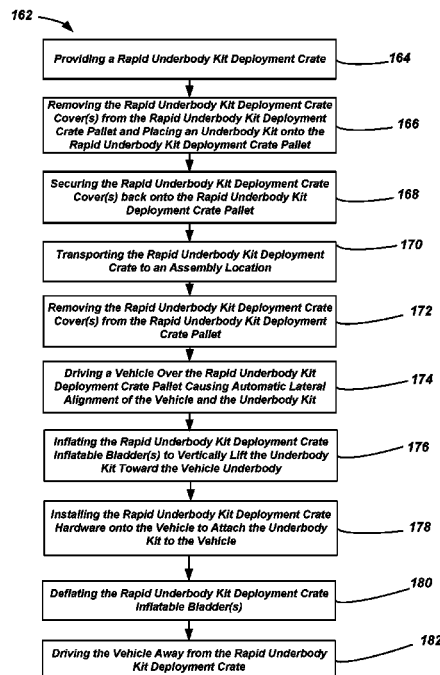 162
Providing a Rapid Underbody Kit Deployment Crate
164
Removing the Rapid Underbody Kit Deployment Crate
Cover(s) from the Rapid Underbody Kit Deployment
Crate Pallet and Placing an Underbody Kit onto the
Rapid Underbody Kit Deployment Crate Pallet
166
Securing the Rapid Underbody Kit Deployment Crate
Cover(s) back onto the Rapid Underbody Kit
Deployment Crate Pallet
168
Transporting the Rapid Underbody Kit Deployment
Crate to an Assembly Location
170
Removing the Rapid Underbody Kit Deployment Crate
Cover(s) from the Rapid Underbody Kit Deployment
Crate Pallet
172
Driving a Vehicle Over the Rapid Underbody Kit
Deployment Crate Pallet Causing Automatic Lateral
Alignment of the Vehicle and the Underbody Kit
174
Inflating the Rapid Underbody Kit Deployment Crate
Inflatable Bladder(s) to Vertically Lift the Underbody
Kit Toward the Vehicle Underbody
176
Installing the Rapid Underbody Kit Deployment Crate
Hardware onto the Vehicle to Attach the Underbody
Kit to the Vehicle
178
Deflating the Rapid Underbody Kit Deployment Crate
Inflatable Bladder(s)
180
Driving the Vehicle Away from the Rapid Underbody
Kit Deployment Crate
182